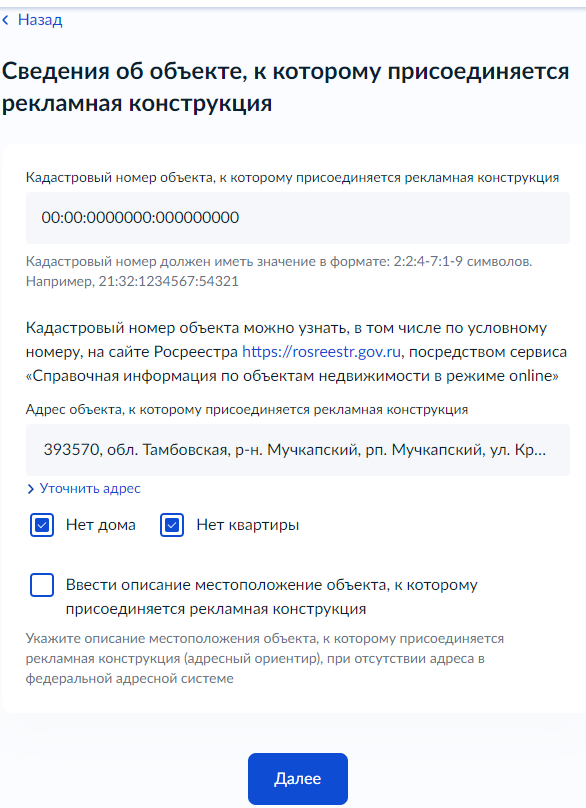 Назад
Сведения об объекте, к которому присоединяется
рекламная конструкция
Кадастровый номер объекта, к которому присоединяется рекламная конструкция
00:00:0000000:000000000
Кадастровый номер должен иметь значение в формате: 2:2:4-7:1-9 символов.
Например, 21:32:1234567:54321
Кадастровый номер объекта можно узнать, в том числе по условному
номеру, на сайте Росреестра https://rosreestr.gov.ru, посредством сервиса
«Справочная информация по объектам недвижимости в режиме online»
Адрес объекта, к которому присоединяется рекламная конструкция
393570, обл. Тамбовская, р-н. Мучкапский, рп. Мучкапский, ул. Кр...
Уточнить адрес
Нет дома Нет квартиры
Ввести описание местоположение объекта, к которому
присоединяется рекламная конструкция
Укажите описание местоположения объекта, к которому присоединяется
рекламная конструкция (адресный ориентир), при отсутствии адреса в
федеральной адресной системе
Далее